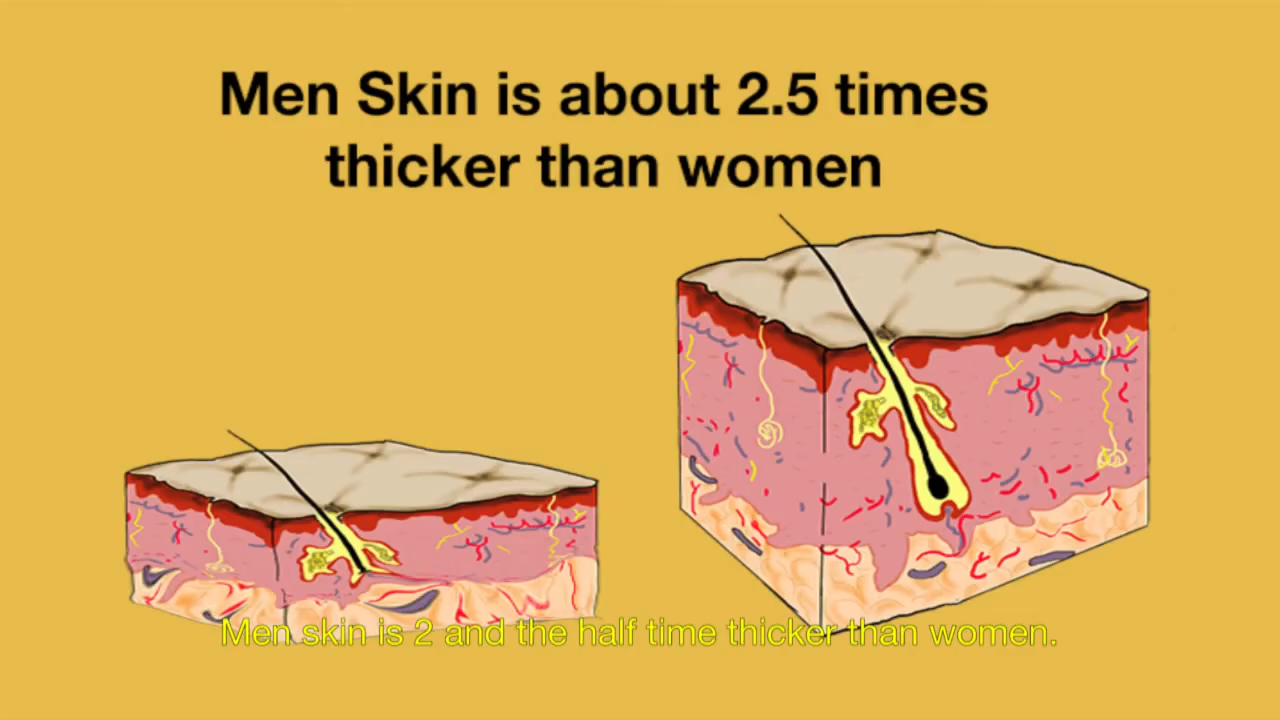 Men Skin is about 2.5 times
thicker than women
Men skin is 2 and the half time thicker than women.